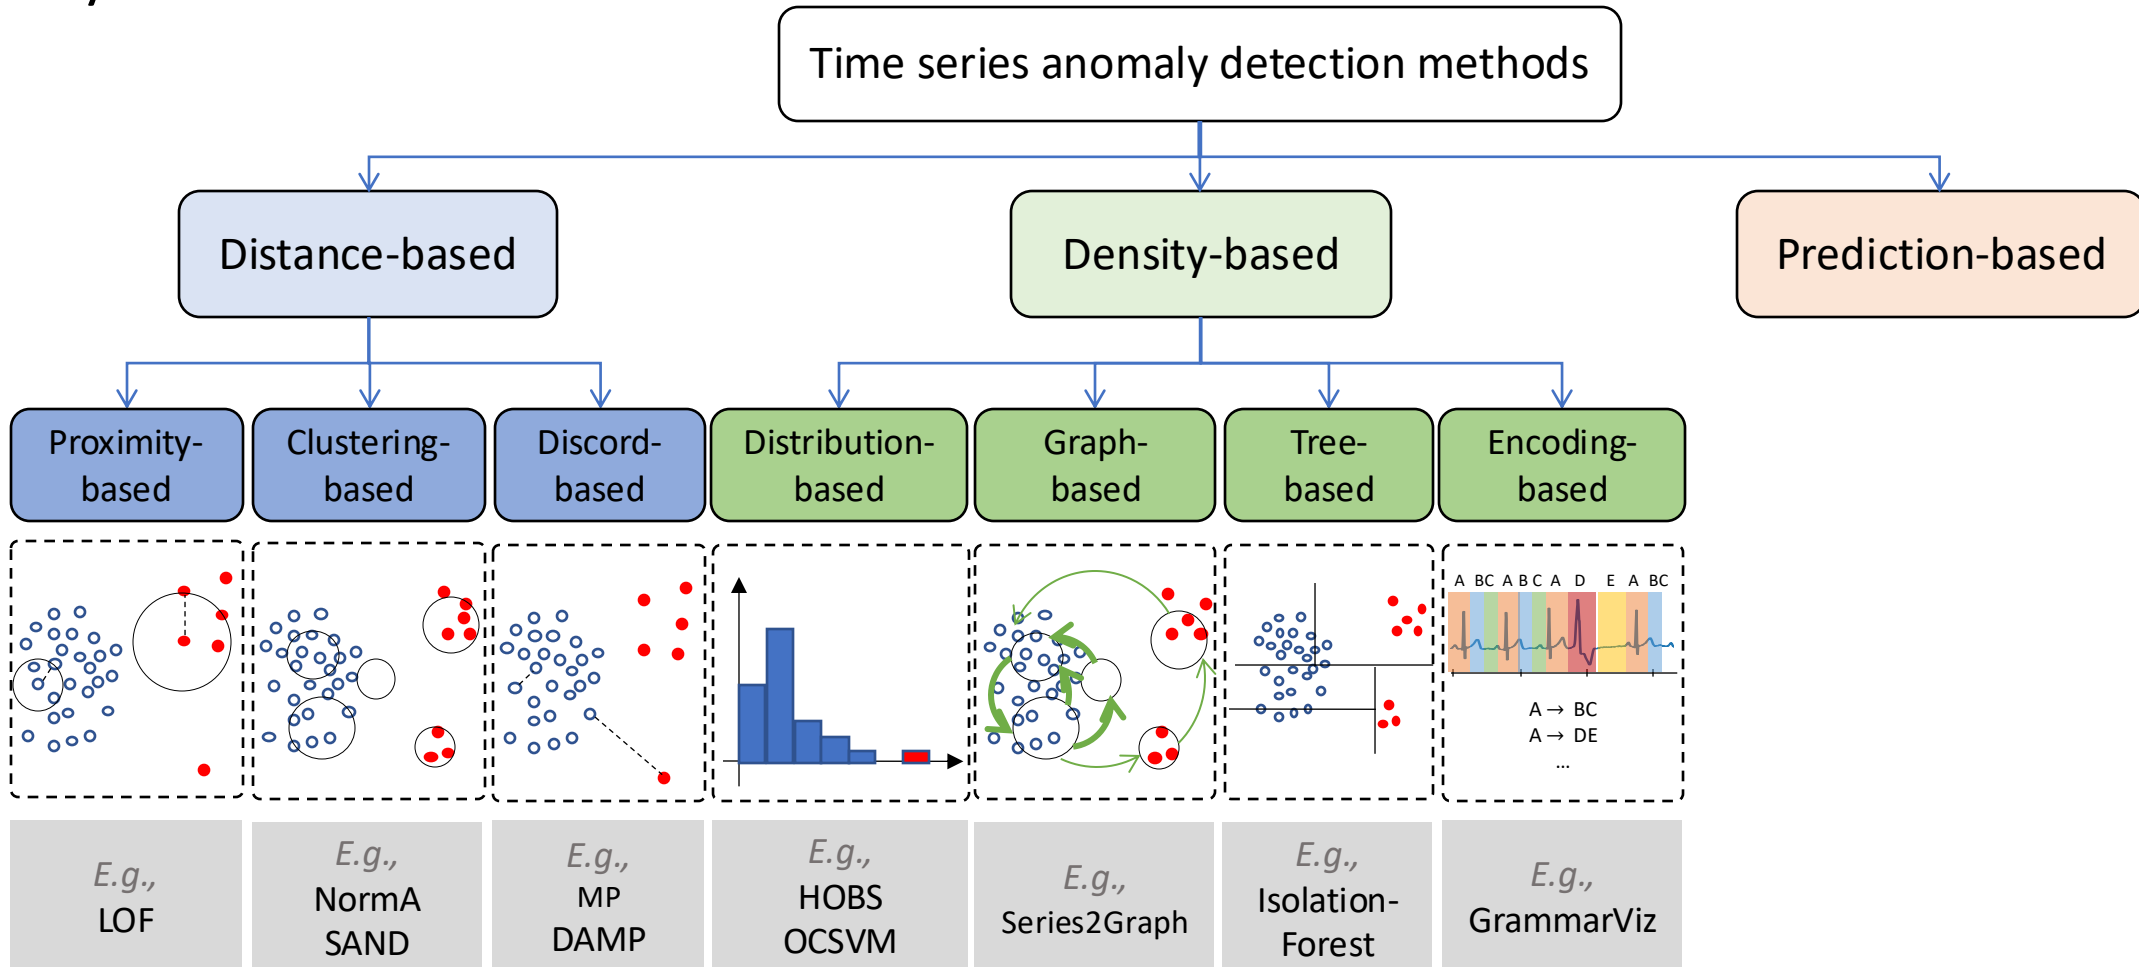 Time series anomaly detection methods
Distance-based
Density-based
Prediction-based
Proximity-
based
Clustering-
based
Discord-
based
Distribution-
based
Graph-
based
Tree-
based
Encoding-
based
A BC A B C A D E A BC
A → BC
A → DE
...
E.g.,
LOF
E.g.,
NormA
SAND
E.g.,
MP
DAMP
E.g.,
HOBS
OCSVM
E.g.,
Series2Graph
E.g.,
Isolation-
Forest
E.g.,
GrammarViz